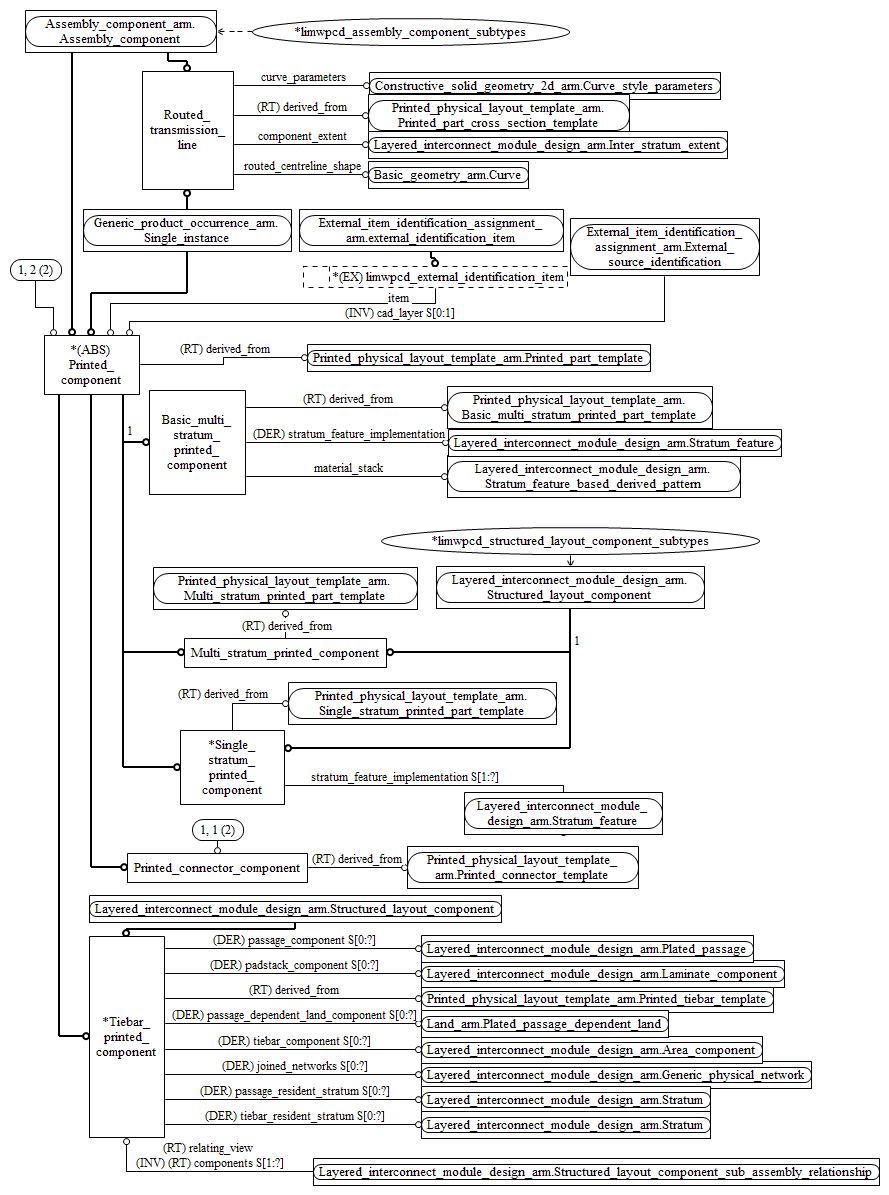 Assembly_component_arm.
Assembly_component
*limwpcd_assembly_component_subtypes
Routed_
transmission_
line
curve_parameters
Constructive_solid_geometry_2d_arm.Curve_style_parameters
(RT) derived_from
Printed_physical_layout_template_arm.
Printed_part_cross_section_template
component_extent
Layered_interconnect_module_design_arm.Inter_stratum_extent
routed_centreline_shape
Basic_geometry_arm.Curve
Generic_product_occurrence_arm.
Single_instance
External_item_identification_assignment_
arm.external_identification_item
External_item_identification_
assignment_arm.External_
source_identification
1, 2 (2)
*(EX) limwpcd_external_identification_item
item
(INV) cad_layer S[0:1]
*(ABS)
Printed_
component
(RT) derived_from
Printed_physical_layout_template_arm.Printed_part_template
1
Basic_multi_
stratum_
printed_
component
(RT) derived_from
Printed_physical_layout_template_arm.
Basic_multi_stratum_printed_part_template
(DER) stratum_feature_implementation
Layered_interconnect_module_design_arm.Stratum_feature
material_stack
Layered_interconnect_module_design_arm.
Stratum_feature_based_derived_pattern
*limwpcd_structured_layout_component_subtypes
Printed_physical_layout_template_arm.
Multi_stratum_printed_part_template
Layered_interconnect_module_design_arm.
Structured_layout_component
(RT) derived_from
Multi_stratum_printed_component
1
(RT) derived_from
Printed_physical_layout_template_arm.
Single_stratum_printed_part_template
*Single_
stratum_
printed_
component
stratum_feature_implementation S[1:?]
Layered_interconnect_module_
design_arm.Stratum_feature
1, 1 (2)
Printed_connector_component
(RT) derived_from
Printed_physical_layout_template_
arm.Printed_connector_template
Layered_interconnect_module_design_arm.Structured_layout_component
*Tiebar_
printed_
component
(DER) passage_component S[0:?]
Layered_interconnect_module_design_arm.Plated_passage
(DER) padstack_component S[0:?]
Layered_interconnect_module_design_arm.Laminate_component
(RT) derived_from
Printed_physical_layout_template_arm.Printed_tiebar_template
(DER) passage_dependent_land_component S[0:?]
Land_arm.Plated_passage_dependent_land
(DER) tiebar_component S[0:?]
Layered_interconnect_module_design_arm.Area_component
(DER) joined_networks S[0:?]
Layered_interconnect_module_design_arm.Generic_physical_network
(DER) passage_resident_stratum S[0:?]
Layered_interconnect_module_design_arm.Stratum
(DER) tiebar_resident_stratum S[0:?]
Layered_interconnect_module_design_arm.Stratum
(RT) relating_view
(INV) (RT) components S[1:?]
Layered_interconnect_module_design_arm.Structured_layout_component_sub_assembly_relationship